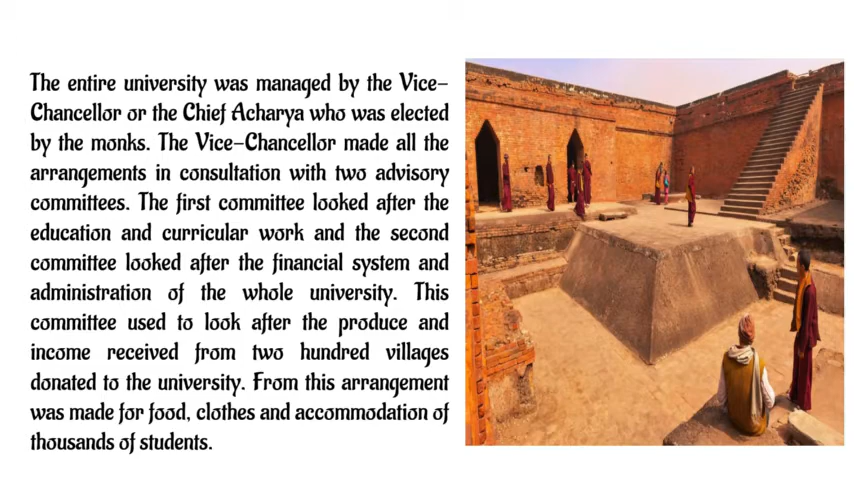 The entire university was managed by the Vice-
Chancellor or the Chief Acharya who was elected
by the monks. The Vice-Chancellor made all the
arrangements in consultation with two advisory
committees. The first committee looked after the
education and curricular work and the second
committee looked after the financial system and
administration of the whole university. This
committee used to look after the produce and
income received from two hundred villages
donated to the university. From this arrangement
was made for food, clothes and accommodation of
thousands of students.